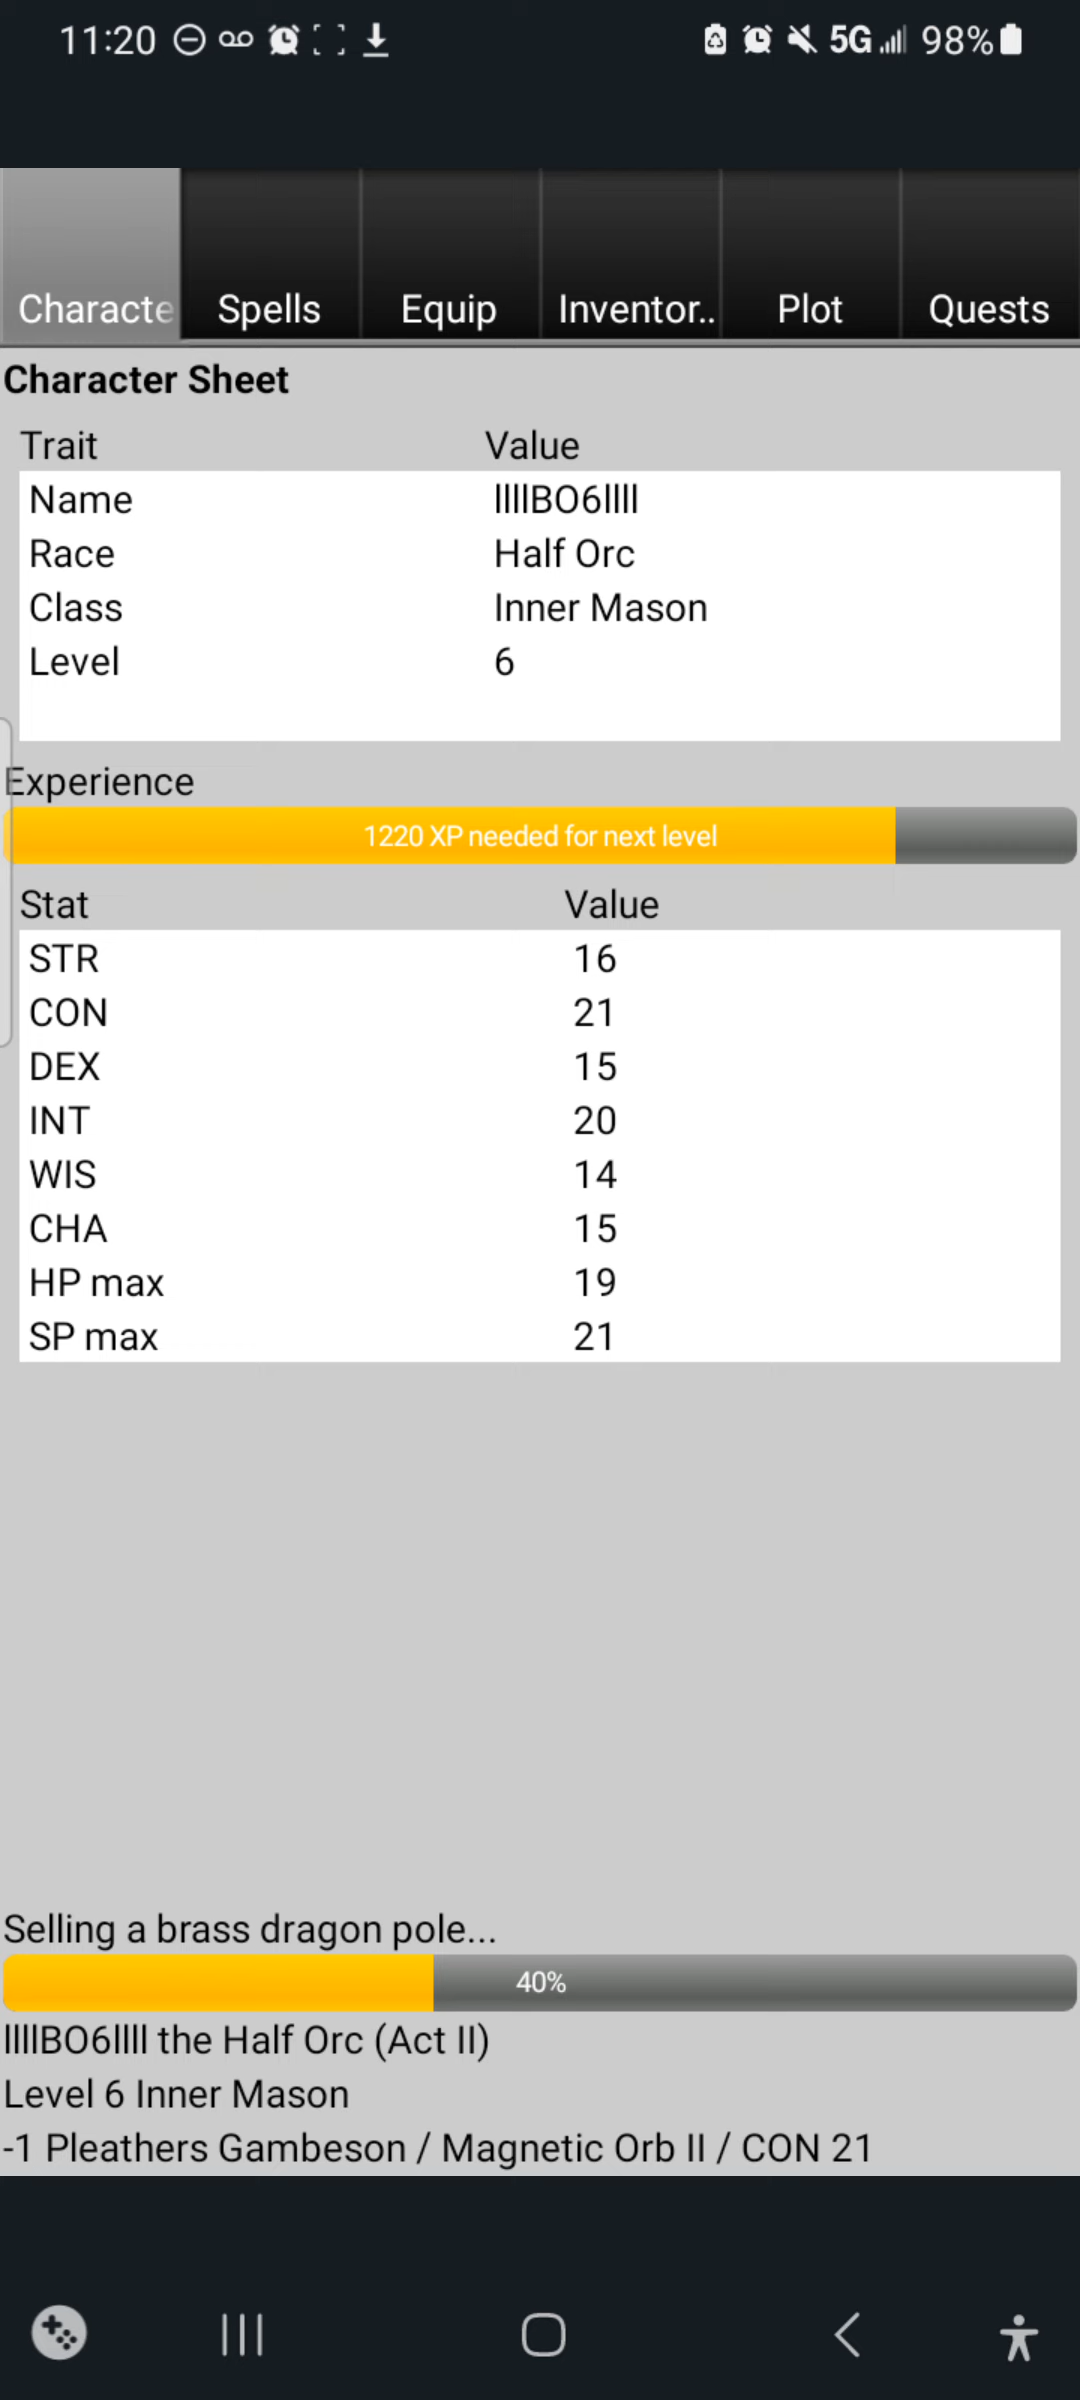 11:20 5G 98%
Characte Spells Equip Inventor.. Plot Quests
Character Sheet
Trait Value
Name llllBO6llll
Race Half Orc
Class Inner Mason
Level 6
Experience
1220 XP needed for next level
Stat Value
STR 16
CON 21
DEX 15
INT 20
WIS 14
CHA 15
HP max 19
SP max 21
Selling a brass dragon pole...
40%
llllBO6llll the Half Orc (Act II)
Level 6 Inner Mason
-1 Pleathers Gambeson / Magnetic Orb II / CON 21